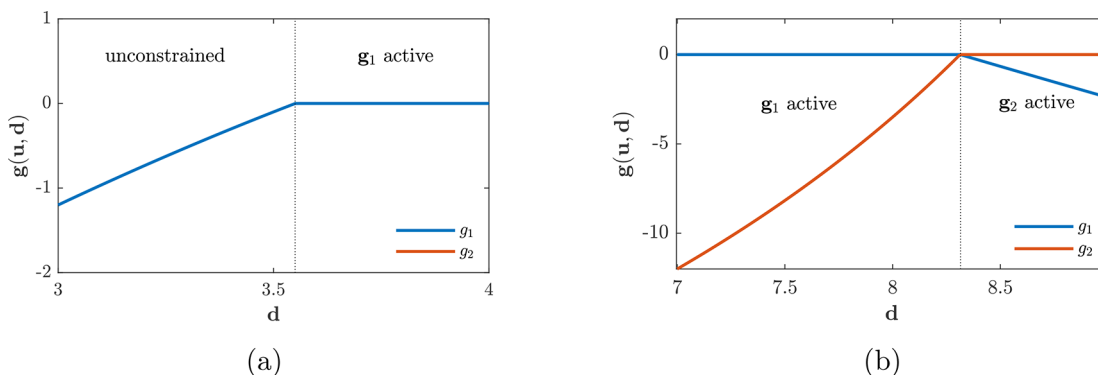 1
0
-1
-2
g(u, d)
unconstrained
g₁ active
g₁
g₂
3
3.5
4
d
(a)
0
-5
-10
g(u, d)
g₁ active
g₂ active
g₁
g₂
7
7.5
8
8.5
d
(b)